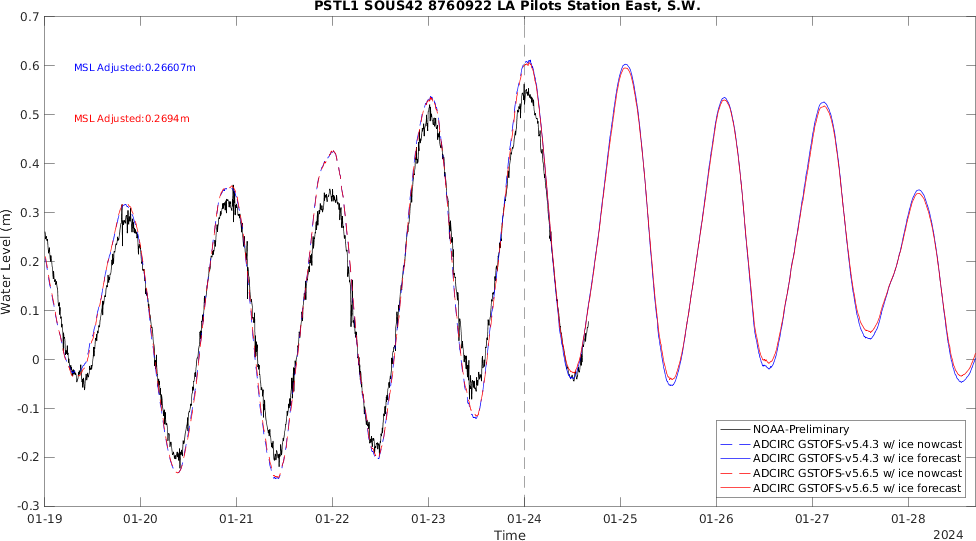 PSTL1 SOUS42 8760922 LA Pilots Station East, S.W.
MSL Adjusted:0.26607m
MSL Adjusted:0.2694m
Water Level (m)
0.7
0.6
0.5
0.4
0.3
0.2
0.1
0
-0.1
-0.2
-0.3
NOAA-Preliminary
ADCIRC GSTOFS-v5.4.3 w/ ice nowcast
ADCIRC GSTOFS-v5.4.3 w/ ice forecast
ADCIRC GSTOFS-v5.6.5 w/ ice nowcast
ADCIRC GSTOFS-v5.6.5 w/ ice forecast
01-19 01-20 01-21 01-22 01-23 01-24 01-25 01-26 01-27 01-28
Time
2024